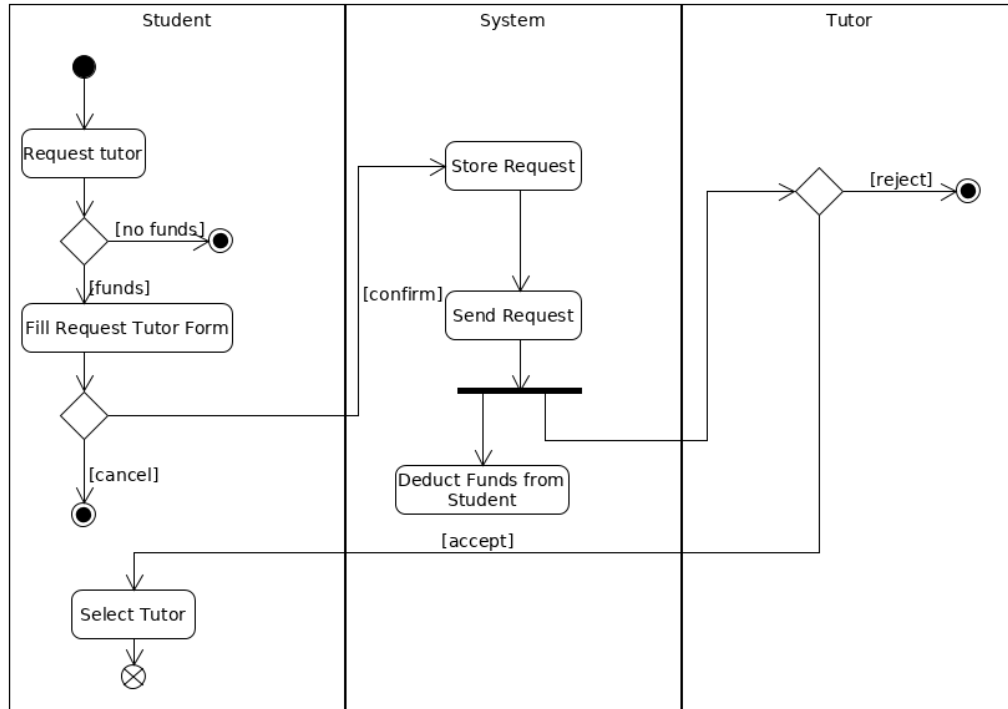 Student
System
Tutor
Request tutor
[no funds]
[funds]
Fill Request Tutor Form
[cancel]
[confirm]
Store Request
Send Request
Deduct Funds from
Student
[reject]
[accept]
Select Tutor